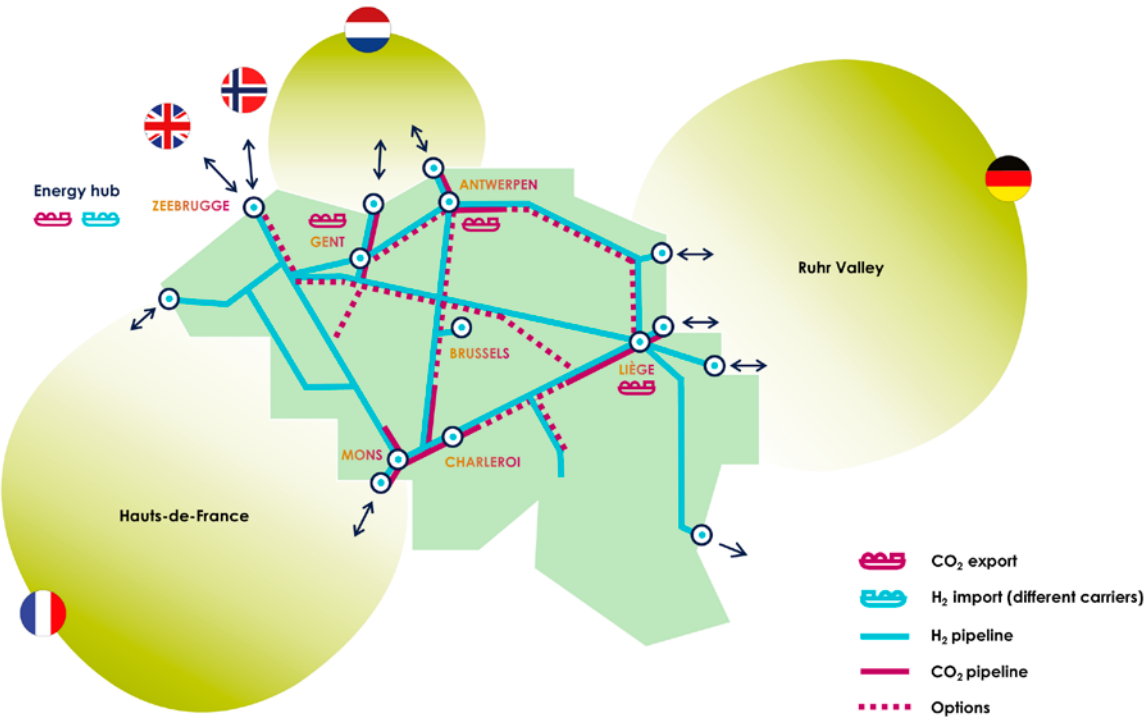 Energy hub
ZEEBRUGGE
ANTWERPEN
GENT
Ruhr Valley
BRUSSELS
LIÈGE
MONS
CHARLEROI
Hauts-de-France
CO₂ export
H₂ import (different carriers)
H₂ pipeline
CO₂ pipeline
Options